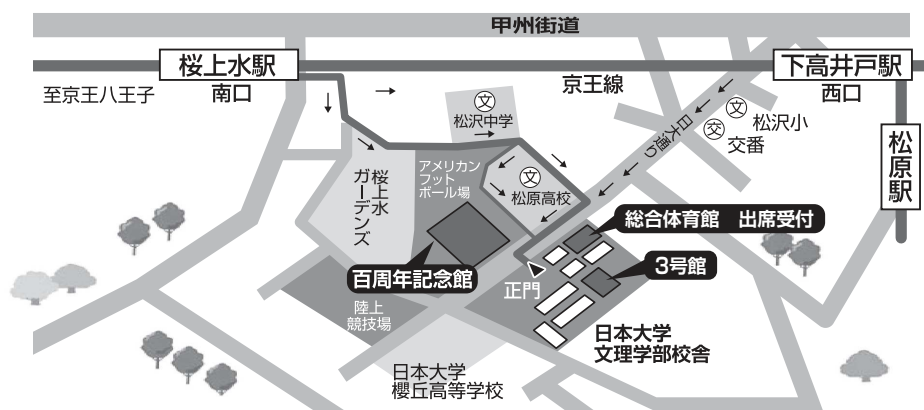 甲州街道
桜上水駅
下高井戸駅
至京王八王子
南口
京王線
西口
文
松沢中学
日大通り
文
松沢小
交
交番
松原駅
アメリカン
フット
ボール場
文
松原高校
桜上水
ガーデンズ
総合体育館 出席受付
百周年記念館
3号館
正門
陸上
競技場
日本大学
文理学部校舎
日本大学
櫻丘高等学校